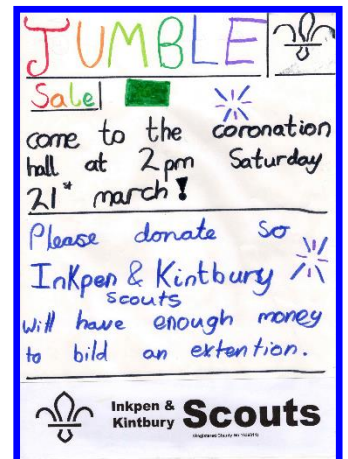 JUMBLE
Sale
come to the coronation
hall at 2pm Saturday
21st march!
Please donate so
Inkpen & Kintbury
scouts
will have enough money
to bild an extention.
Inkpen &
Kintbury Scouts